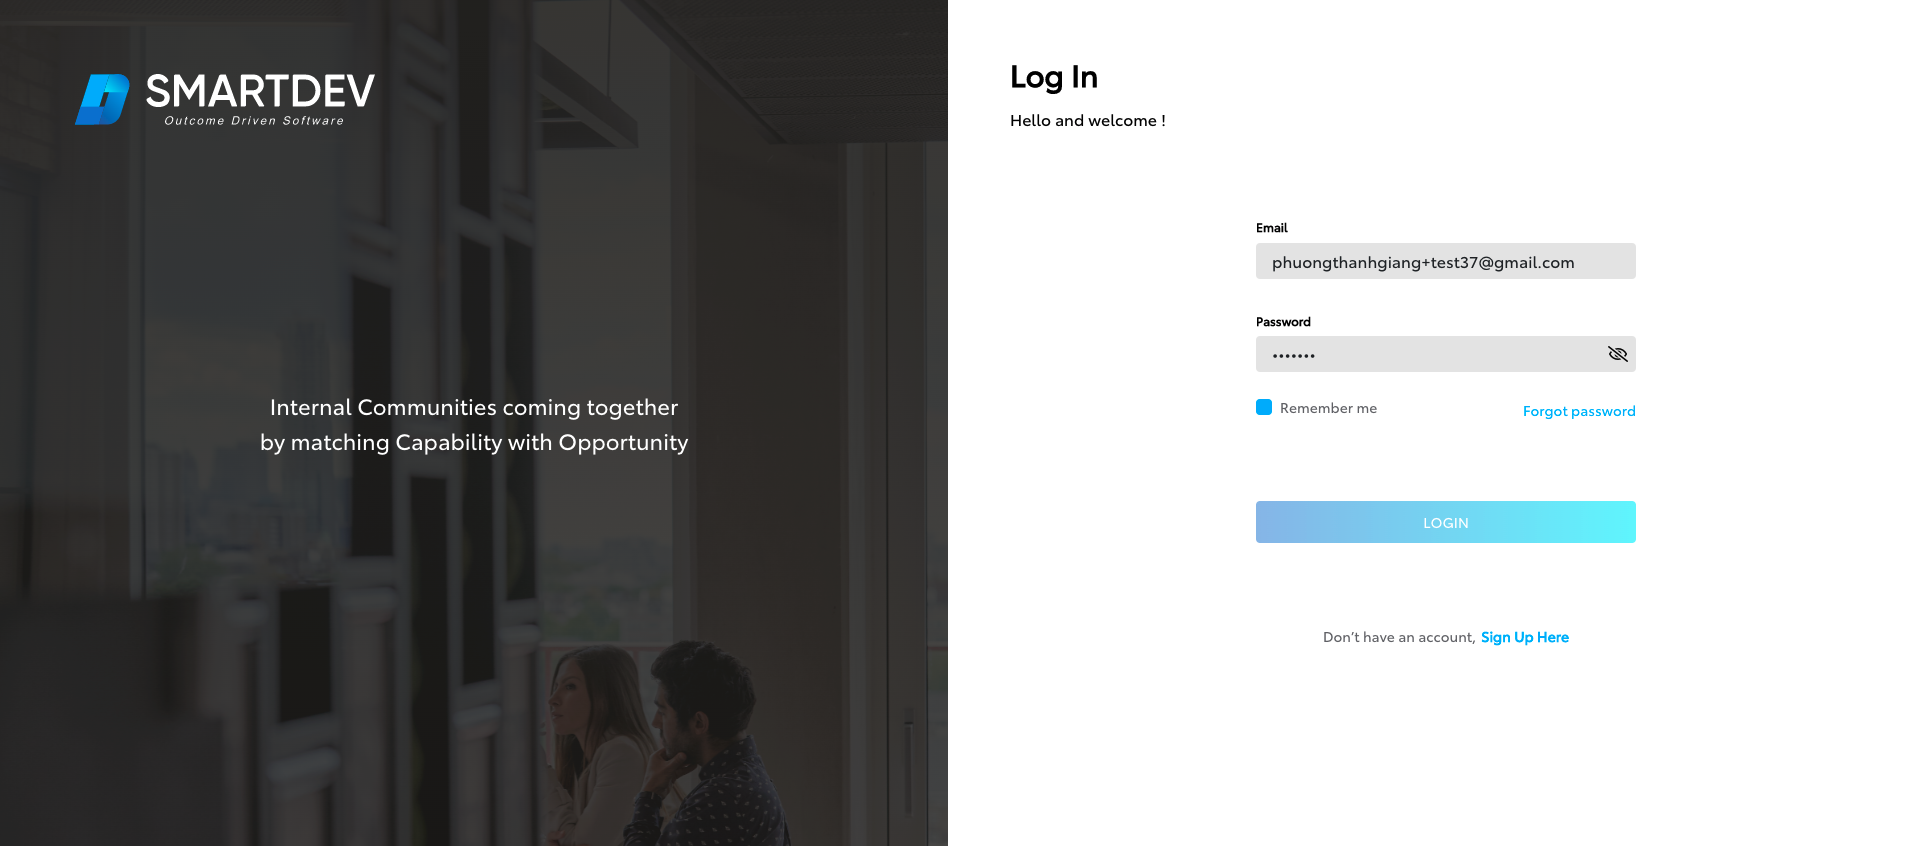 SMARTDEV
Outcome Driven Software
Internal Communities coming together
by matching Capability with Opportunity
Log In
Hello and welcome !
Email
phuongthanhgiang+test37@gmail.com
Password
•••••••
Remember me
Forgot password
LOGIN
Don’t have an account, Sign Up Here